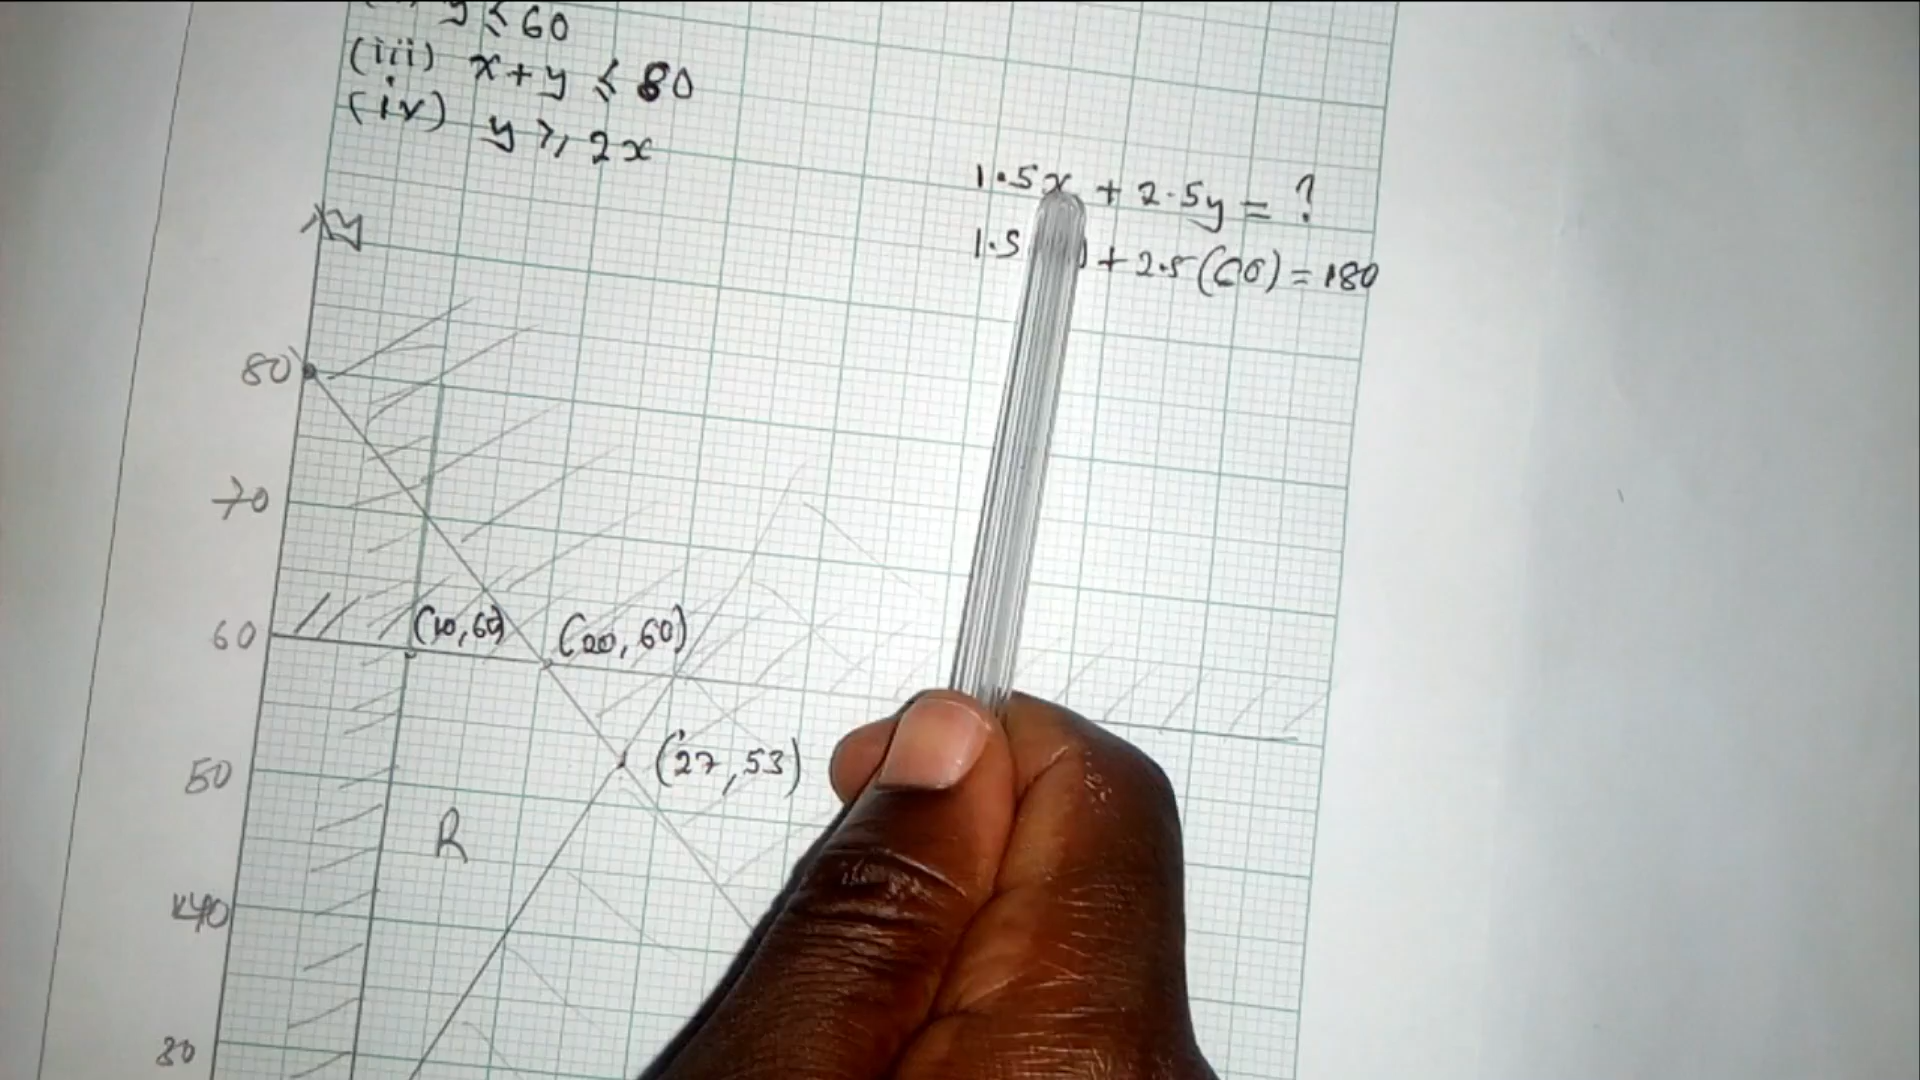 y ≤ 60
(iii) x + y ≤ 80
(iv) y ≥ 2x
1.5x + 2.5y = ?
1.5 ) + 2.5(60) = 180
y
80
70
60
(10, 60)
(20, 60)
50
(27, 53)
R
40
30